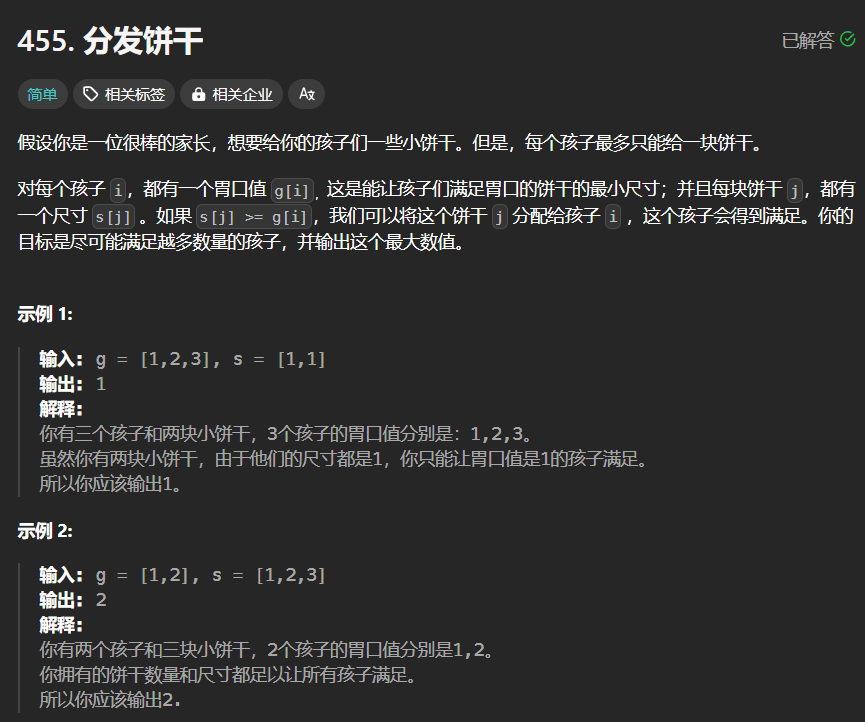 455. 分发饼干
已解答
简单
相关标签
相关企业
假设你是一位很棒的家长，想要给你的孩子们一些小饼干。但是，每个孩子最多只能给一块饼干。
对每个孩子 i，都有一个胃口值 g[i]，这是能让孩子们满足胃口的饼干的最小尺寸；并且每块饼干 j，都有
一个尺寸 s[j] 。如果 s[j] >= g[i]，我们可以将这个饼干 j 分配给孩子 i ，这个孩子会得到满足。你的
目标是尽可能满足越多数量的孩子，并输出这个最大数值。
示例 1:
输入: g = [1,2,3], s = [1,1]
输出: 1
解释:
你有三个孩子和两块小饼干，3个孩子的胃口值分别是：1,2,3。
虽然你有两块小饼干，由于他们的尺寸都是1，你只能让胃口值是1的孩子满足。
所以你应该输出1。
示例 2:
输入: g = [1,2], s = [1,2,3]
输出: 2
解释:
你有两个孩子和三块小饼干，2个孩子的胃口值分别是1,2。
你拥有的饼干数量和尺寸都足以让所有孩子满足。
所以你应该输出2.